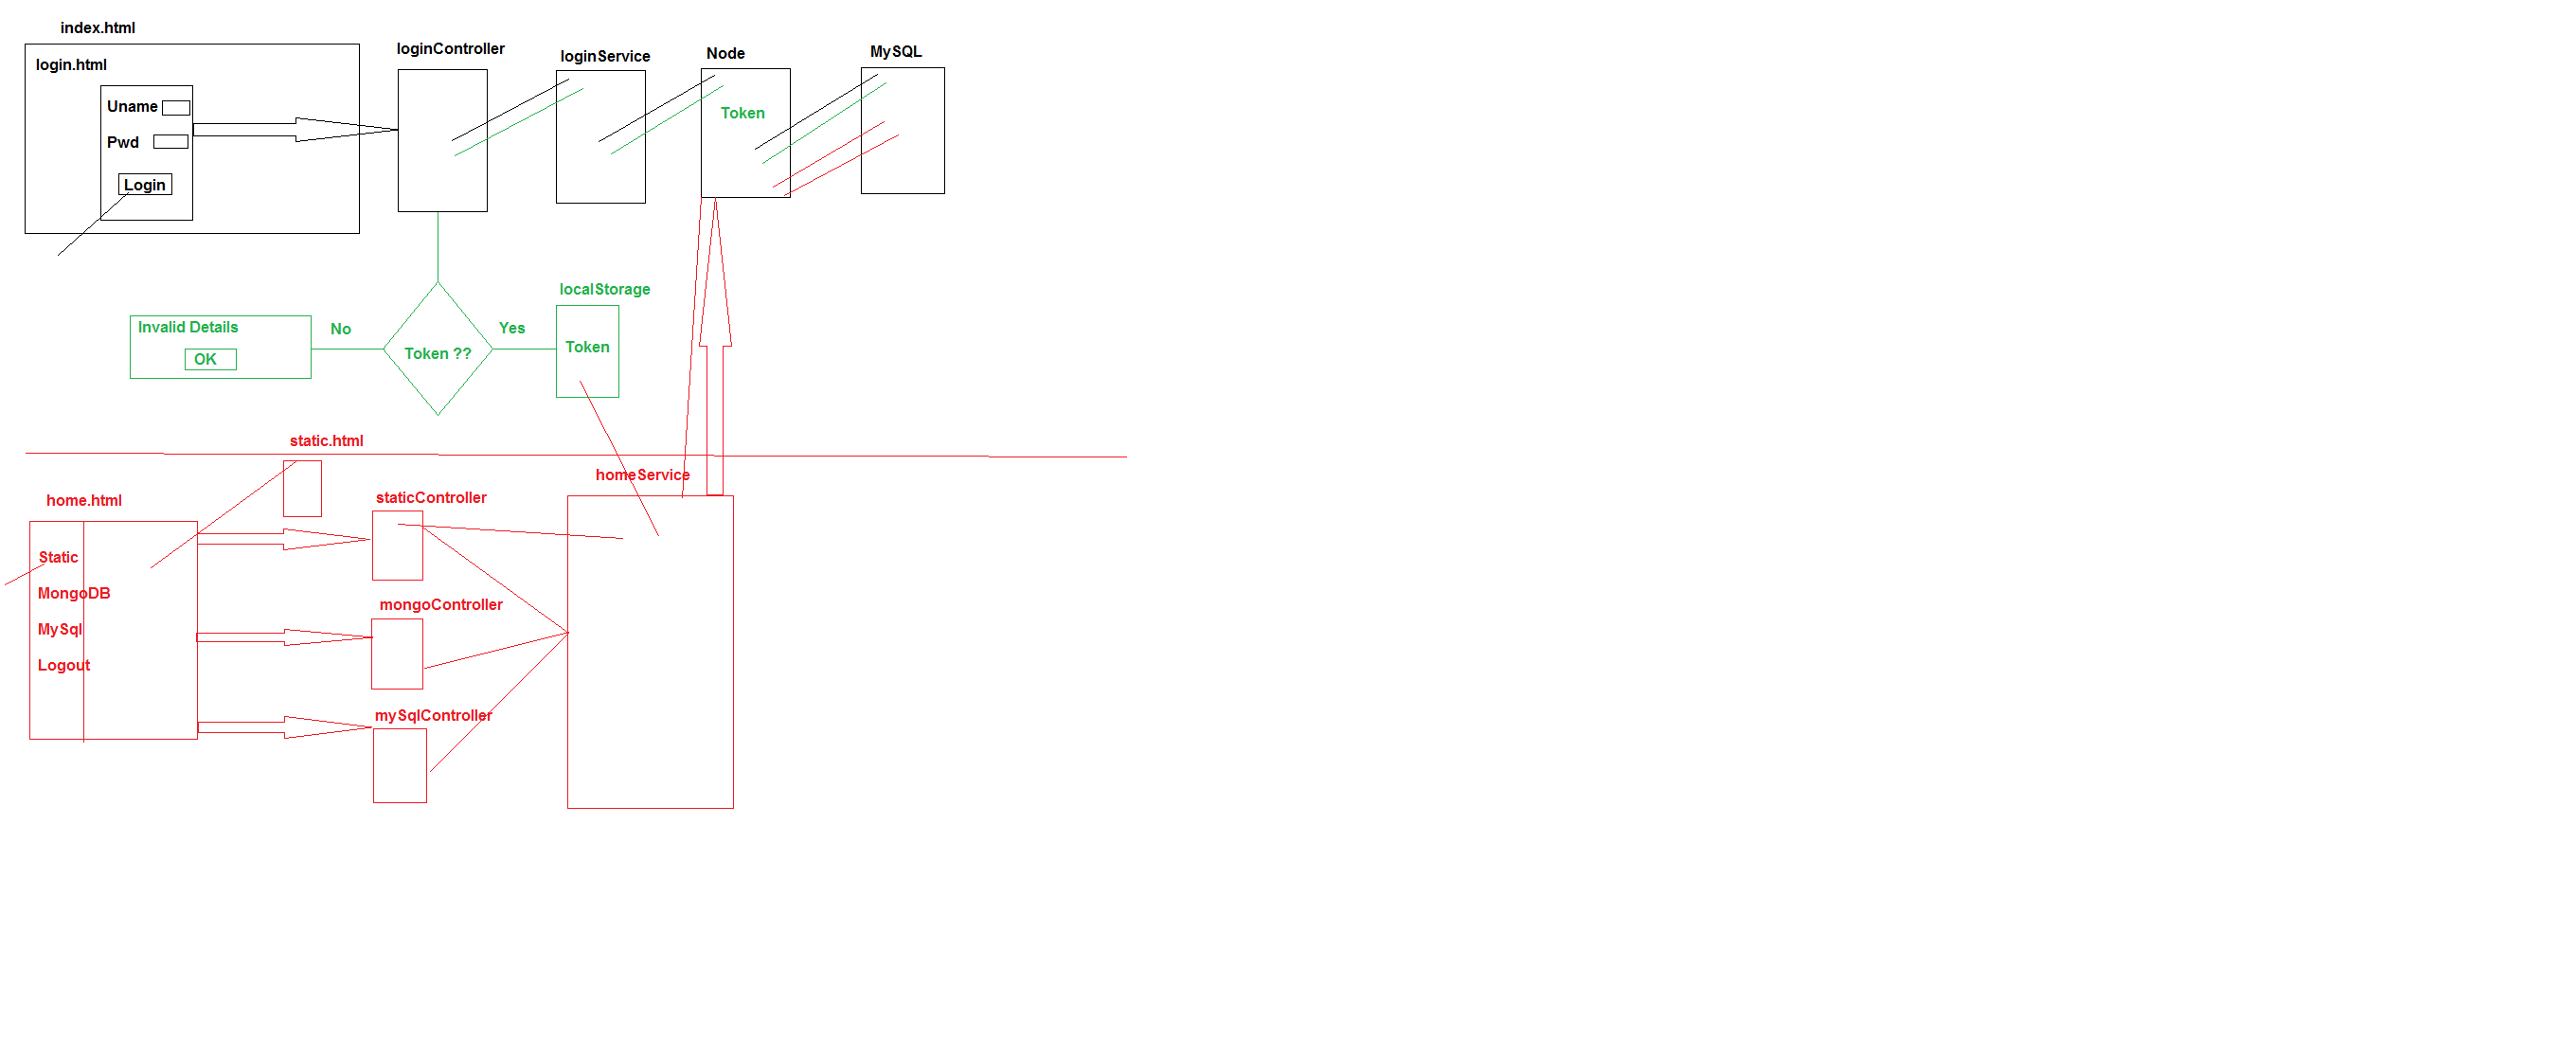 index.html
login.html
Uname
Pwd
Login
loginController
loginService
Node
Token
MySQL
Invalid Details
OK
No
Token ??
Yes
localStorage
Token
static.html
home.html
Static
MongoDB
MySql
Logout
staticController
mongoController
mySqlController
homeService